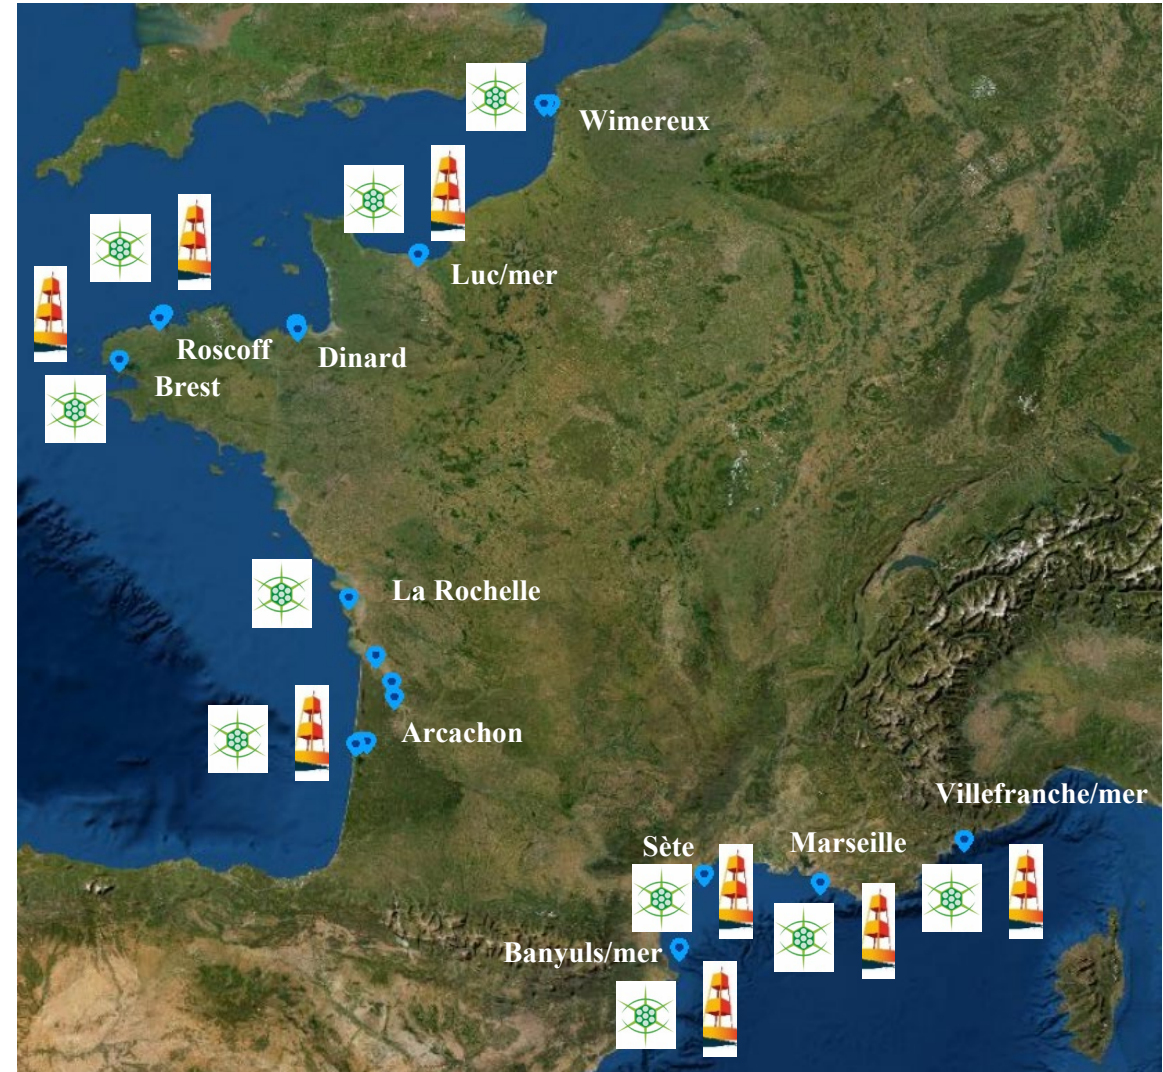 Wimereux
Luc/mer
Roscoff
Dinard
Brest
La Rochelle
Arcachon
Villefranche/mer
Sète
Marseille
Banyuls/mer